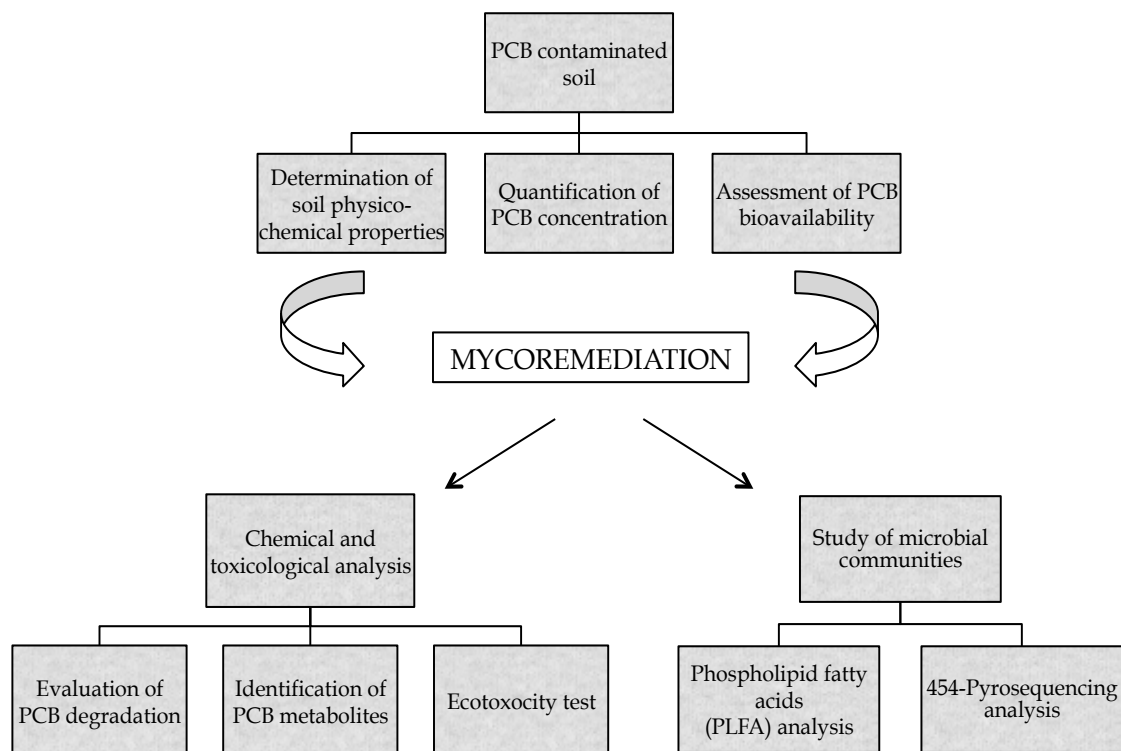 PCB contaminated
soil
Determination of
soil physico-
chemical properties
Quantification of
PCB concentration
Assessment of PCB
bioavailability
MYCOREMEDIATION
Chemical and
toxicological analysis
Study of microbial
communities
Evaluation of
PCB degradation
Identification of
PCB metabolites
Ecotoxocity test
Phospholipid fatty
acids
(PLFA) analysis
454-Pyrosequencing
analysis